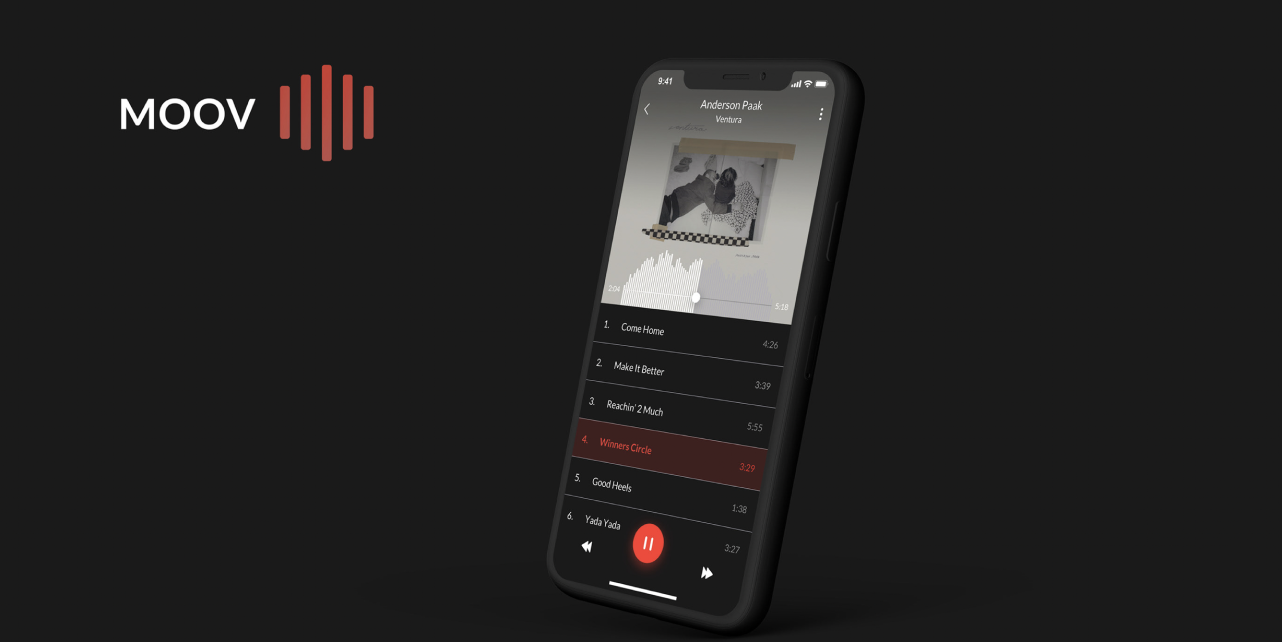 MOOV
9:41
Anderson Paak
Ventura
2:04
5:18
1. Come Home 4:26
2. Make It Better 3:39
3. Reachin' 2 Much 5:55
4. Winners Circle 3:29
5. Good Heels 1:38
6. Yada Yada 3:27